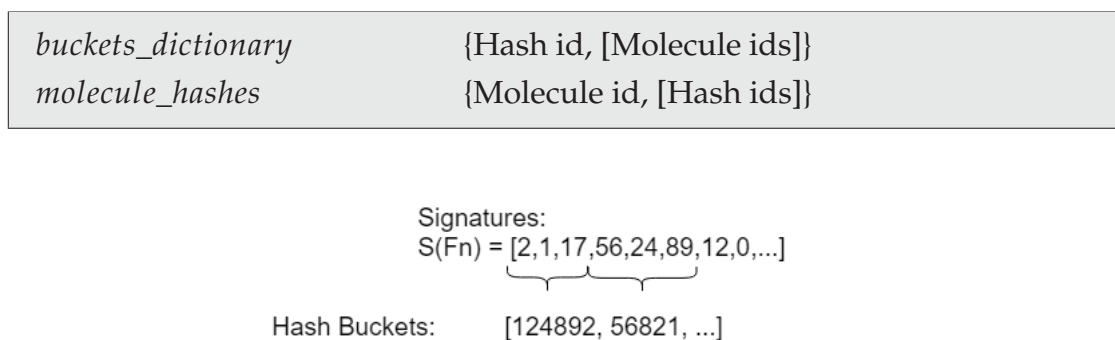 buckets_dictionary {Hash id, [Molecule ids]}
molecule_hashes {Molecule id, [Hash ids]}
Signatures:
S(Fn) = [2,1,17,56,24,89,12,0,...]
Hash Buckets: [124892, 56821, ...]